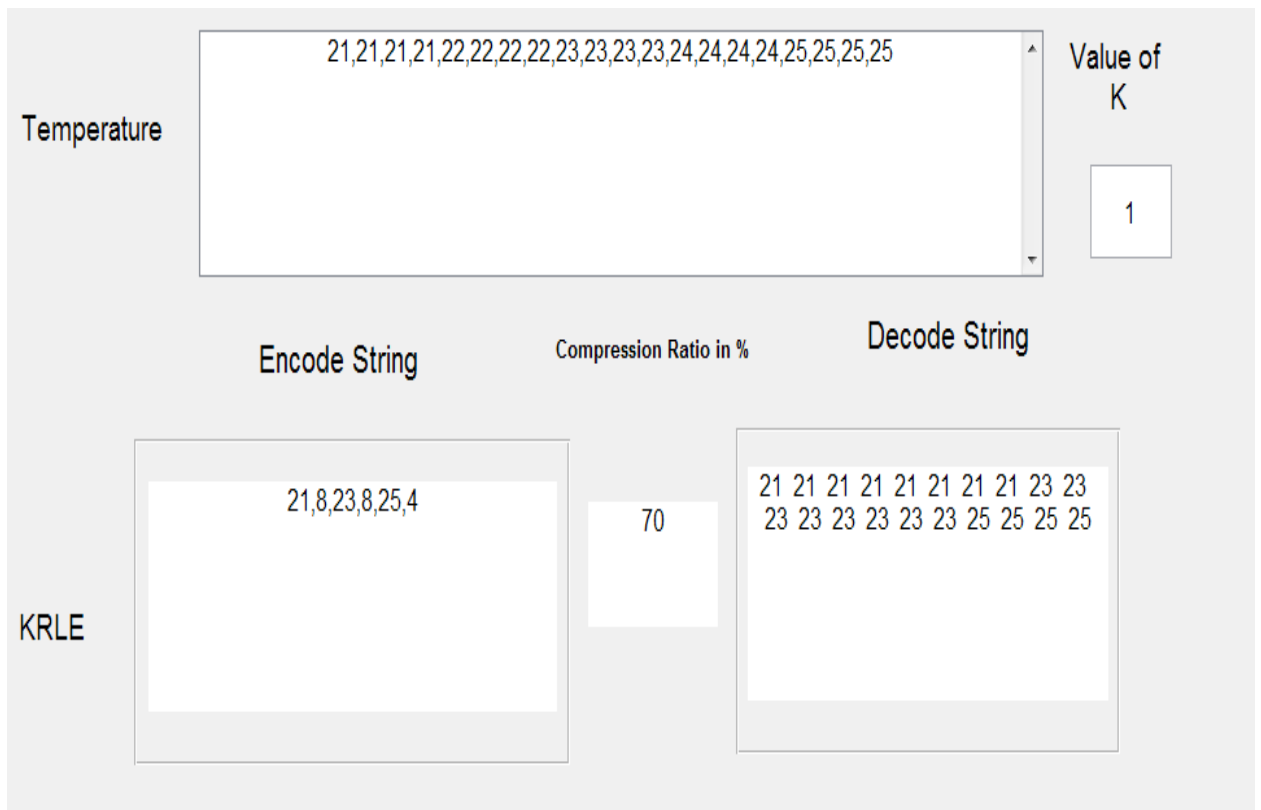 21,21,21,21,22,22,22,22,23,23,23,23,24,24,24,24,25,25,25,25
Value of
K
Temperature
1
Encode String
Compression Ratio in %
Decode String
21,8,23,8,25,4
70
21 21 21 21 21 21 21 21 23 23
23 23 23 23 23 23 25 25 25 25
KRLE